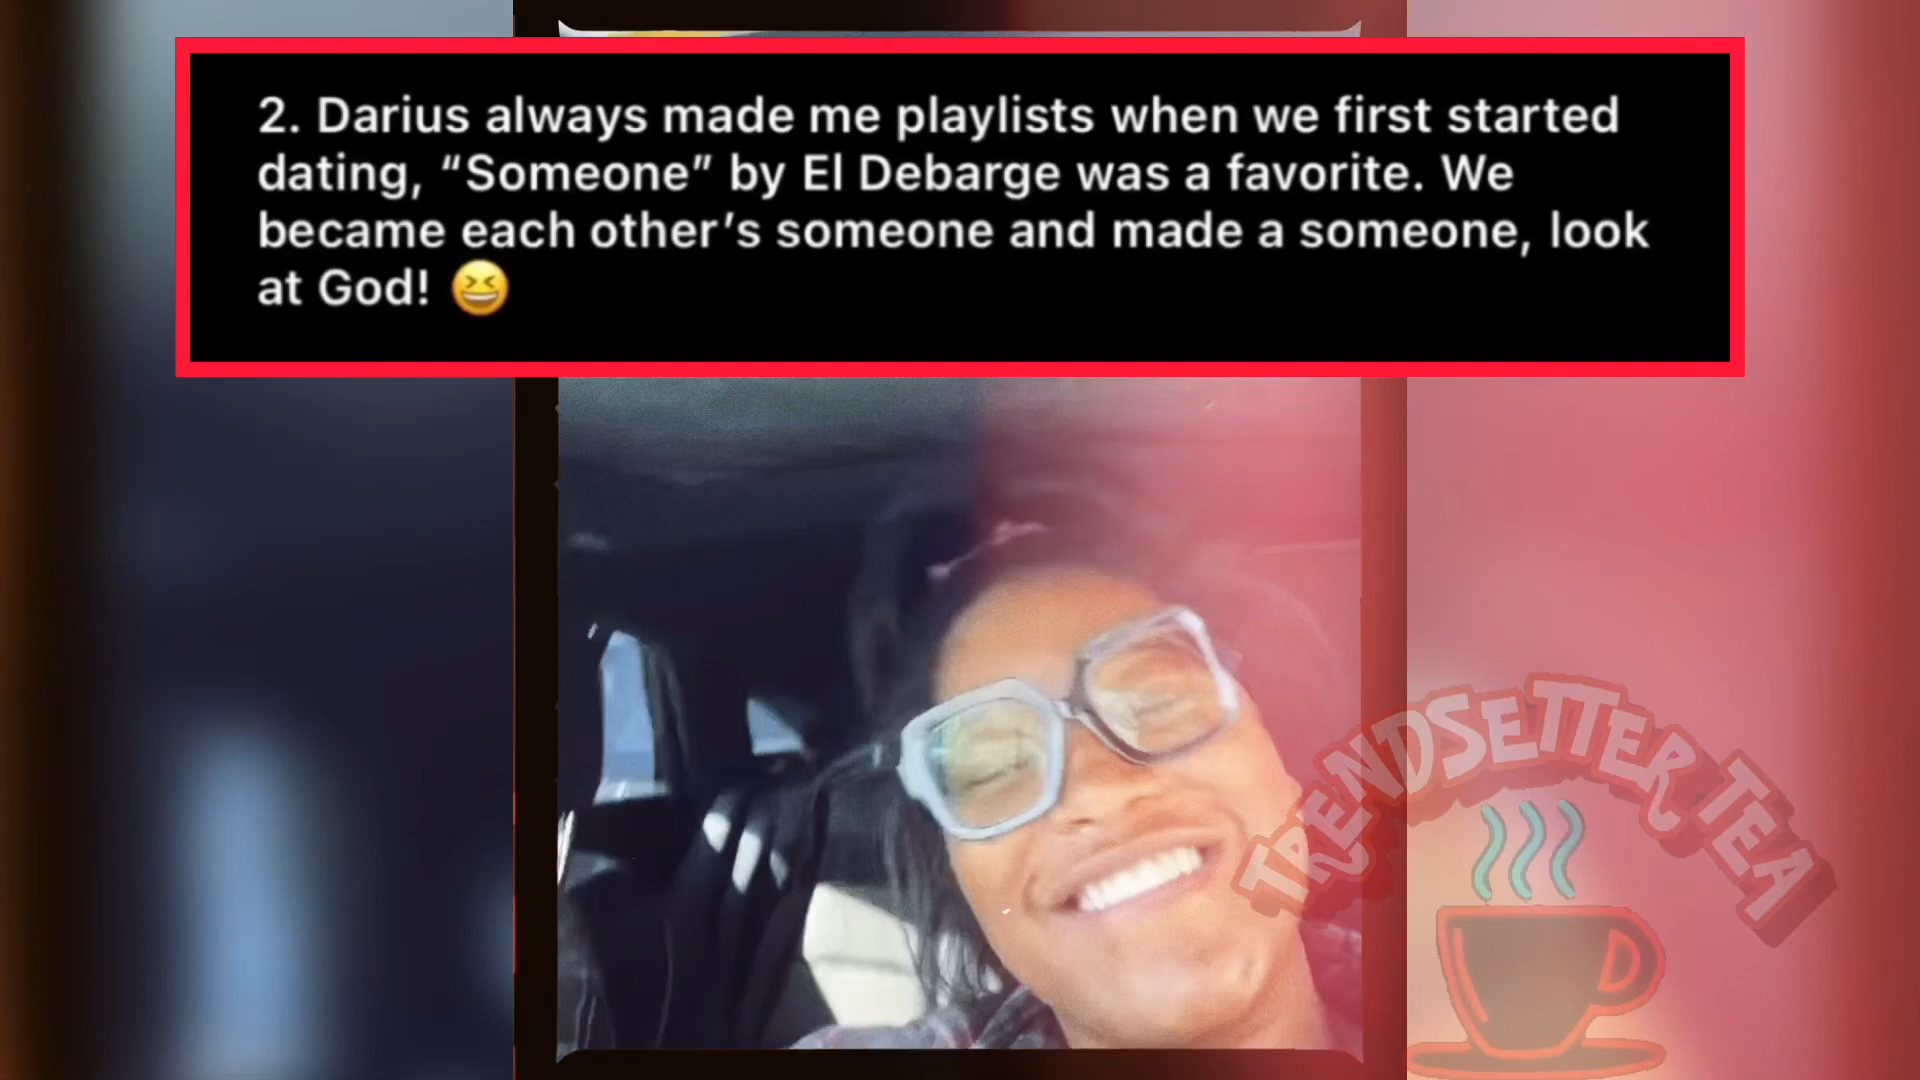 2. Darius always made me playlists when we first started
dating, “Someone” by El Debarge was a favorite. We
became each other’s someone and made a someone, look
at God! 😆
TRENDSETTER TEA